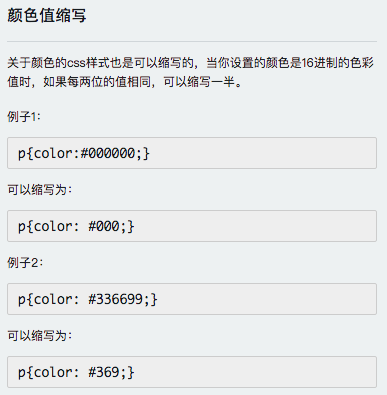 颜色值缩写
关于颜色的css样式也是可以缩写的，当你设置的颜色是16进制的色彩
值时，如果每两位的值相同，可以缩写一半。
例子1：
p{color:#000000;}
可以缩写为：
p{color: #000;}
例子2：
p{color: #336699;}
可以缩写为：
p{color: #369;}